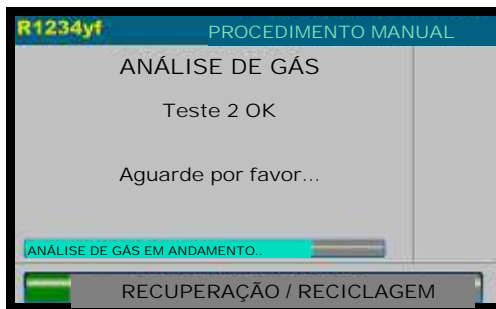 R1234yf PROCEDIMENTO MANUAL
ANÁLISE DE GÁS
Teste 2 OK
Aguarde por favor...
ANÁLISE DE GÁS EM ANDAMENTO..
RECUPERAÇÃO / RECICLAGEM